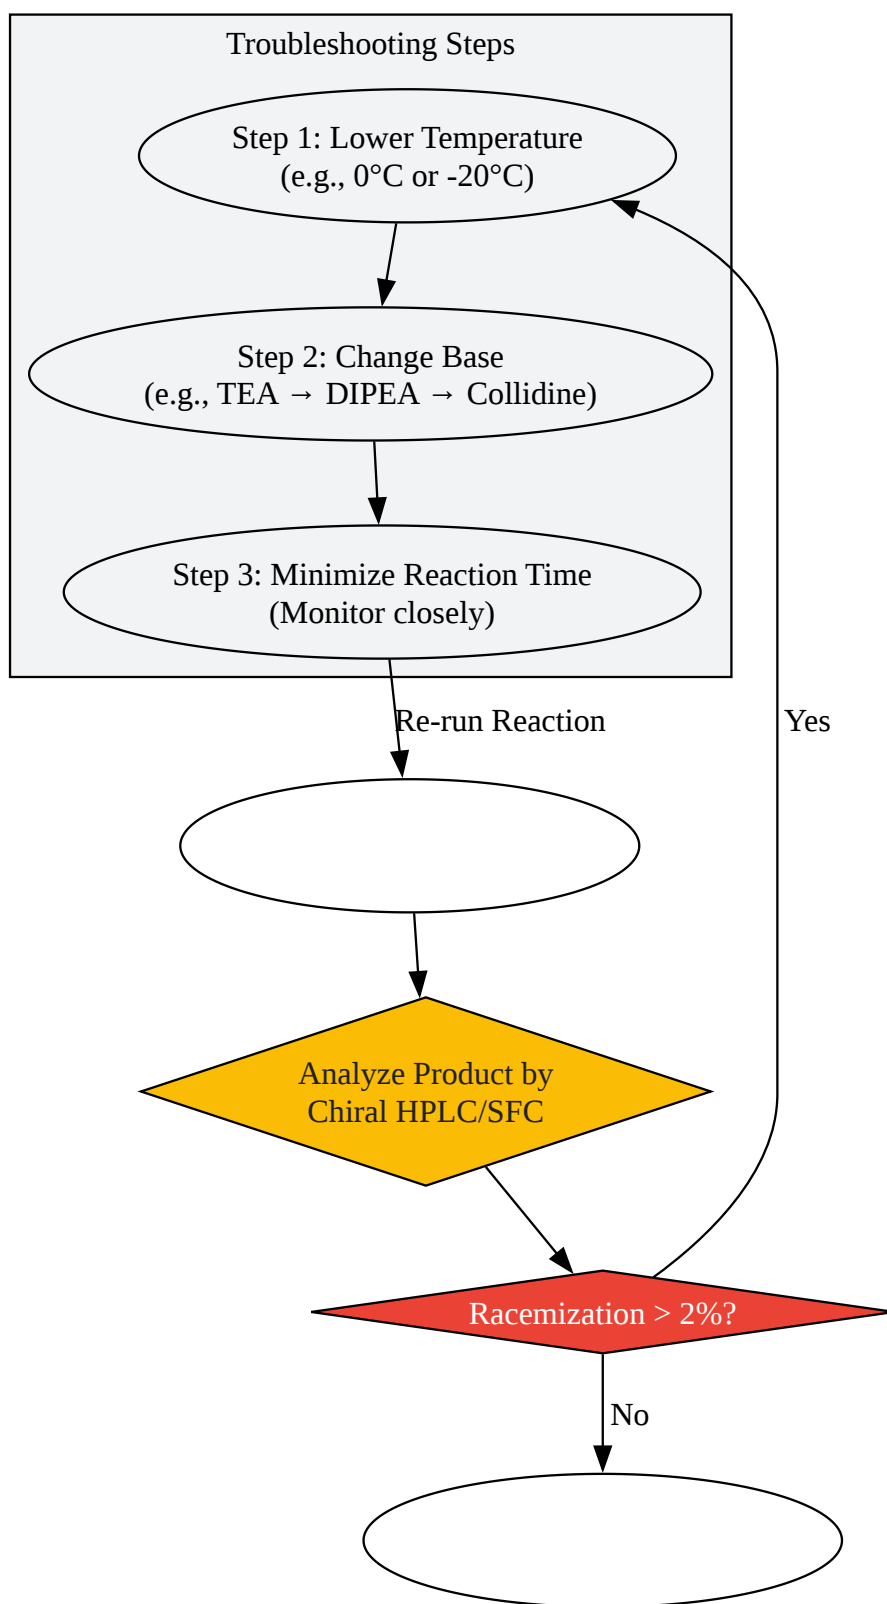 Troubleshooting Steps
Step 1: Lower Temperature
(e.g., 0°C or -20°C)
Step 2: Change Base
(e.g., TEA → DIPEA → Collidine)
Step 3: Minimize Reaction Time
(Monitor closely)
Re-run Reaction
Yes
Analyze Product by
Chiral HPLC/SFC
Racemization > 2%?
No